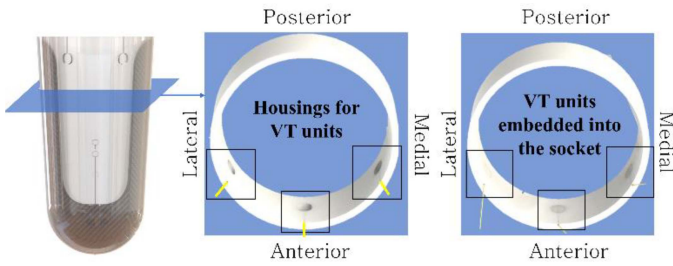 Posterior
Lateral
Housings for
VT units
Medial
Anterior
Posterior
Lateral
VT units
embedded into
the socket
Medial
Anterior